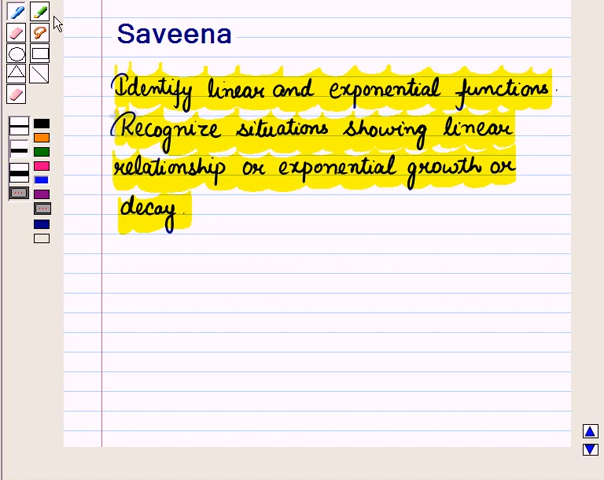 Saveena
Identify linear and exponential functions.
Recognize situations showing linear
relationship or exponential growth or
decay.